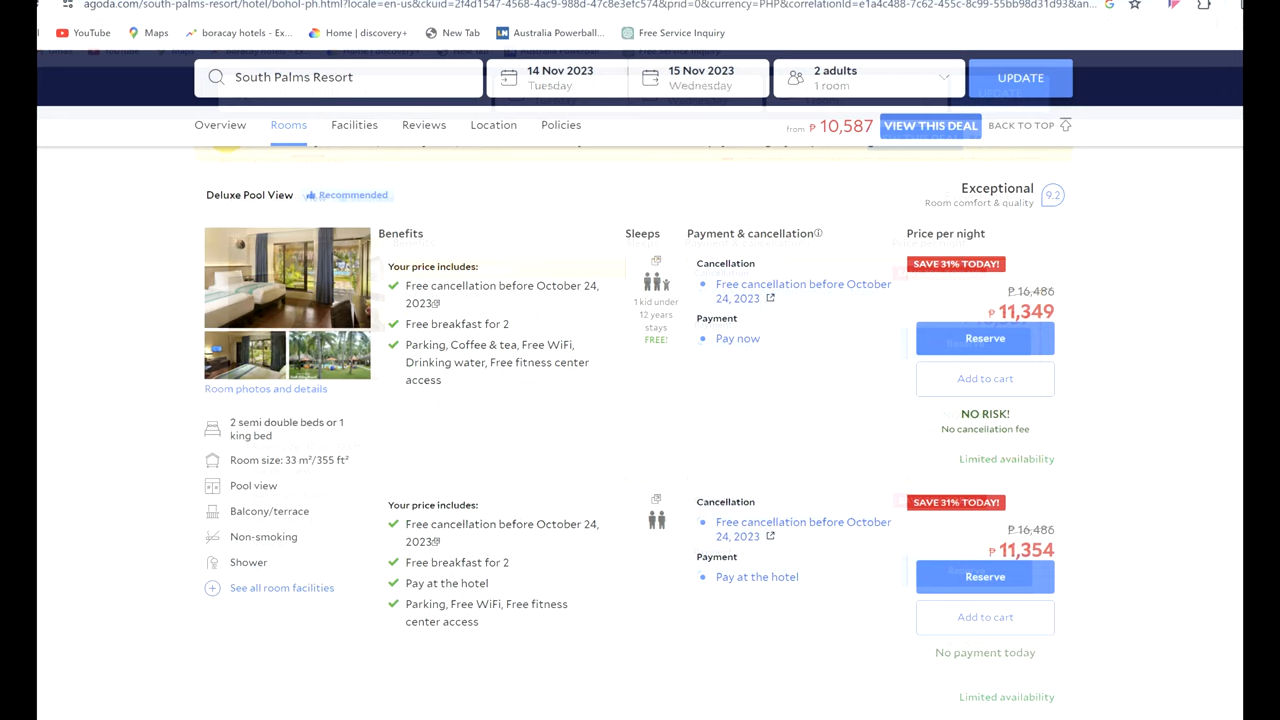 agoda.com/south-palms-resort/hotel/bohol-ph.html?locale=en-us&ckuid=2f4d1547-4568-4ac9-988d-47c8e3efc574&prid=0&currency=PHP&correlationId=e1a4c488-7c62-455c-8c99-55bb98d31d93&an...
YouTube Maps boracay hotels - Ex... Home | discovery+ New Tab Australia Powerball... Free Service Inquiry
South Palms Resort
14 Nov 2023
Tuesday
15 Nov 2023
Wednesday
2 adults
1 room
UPDATE
Overview Rooms Facilities Reviews Location Policies
from ₱ 10,587 VIEW THIS DEAL BACK TO TOP
Deluxe Pool View Recommended
Exceptional
Room comfort & quality
9.2
Benefits Sleeps Payment & cancellation Price per night
Your price includes:
Free cancellation before October 24,
2023
Free breakfast for 2
Parking, Coffee & tea, Free WiFi,
Drinking water, Free fitness center
access
1 kid under
12 years
stays
FREE!
Cancellation
Free cancellation before October
24, 2023
Payment
Pay now
SAVE 31% TODAY!
₱ 16,486
₱ 11,349
Reserve
Add to cart
NO RISK!
No cancellation fee
Limited availability
Room photos and details
2 semi double beds or 1
king bed
Room size: 33 m²/355 ft²
Pool view
Balcony/terrace
Non-smoking
Shower
See all room facilities
Your price includes:
Free cancellation before October 24,
2023
Free breakfast for 2
Pay at the hotel
Parking, Free WiFi, Free fitness
center access
Cancellation
Free cancellation before October
24, 2023
Payment
Pay at the hotel
SAVE 31% TODAY!
₱ 16,486
₱ 11,354
Reserve
Add to cart
No payment today
Limited availability